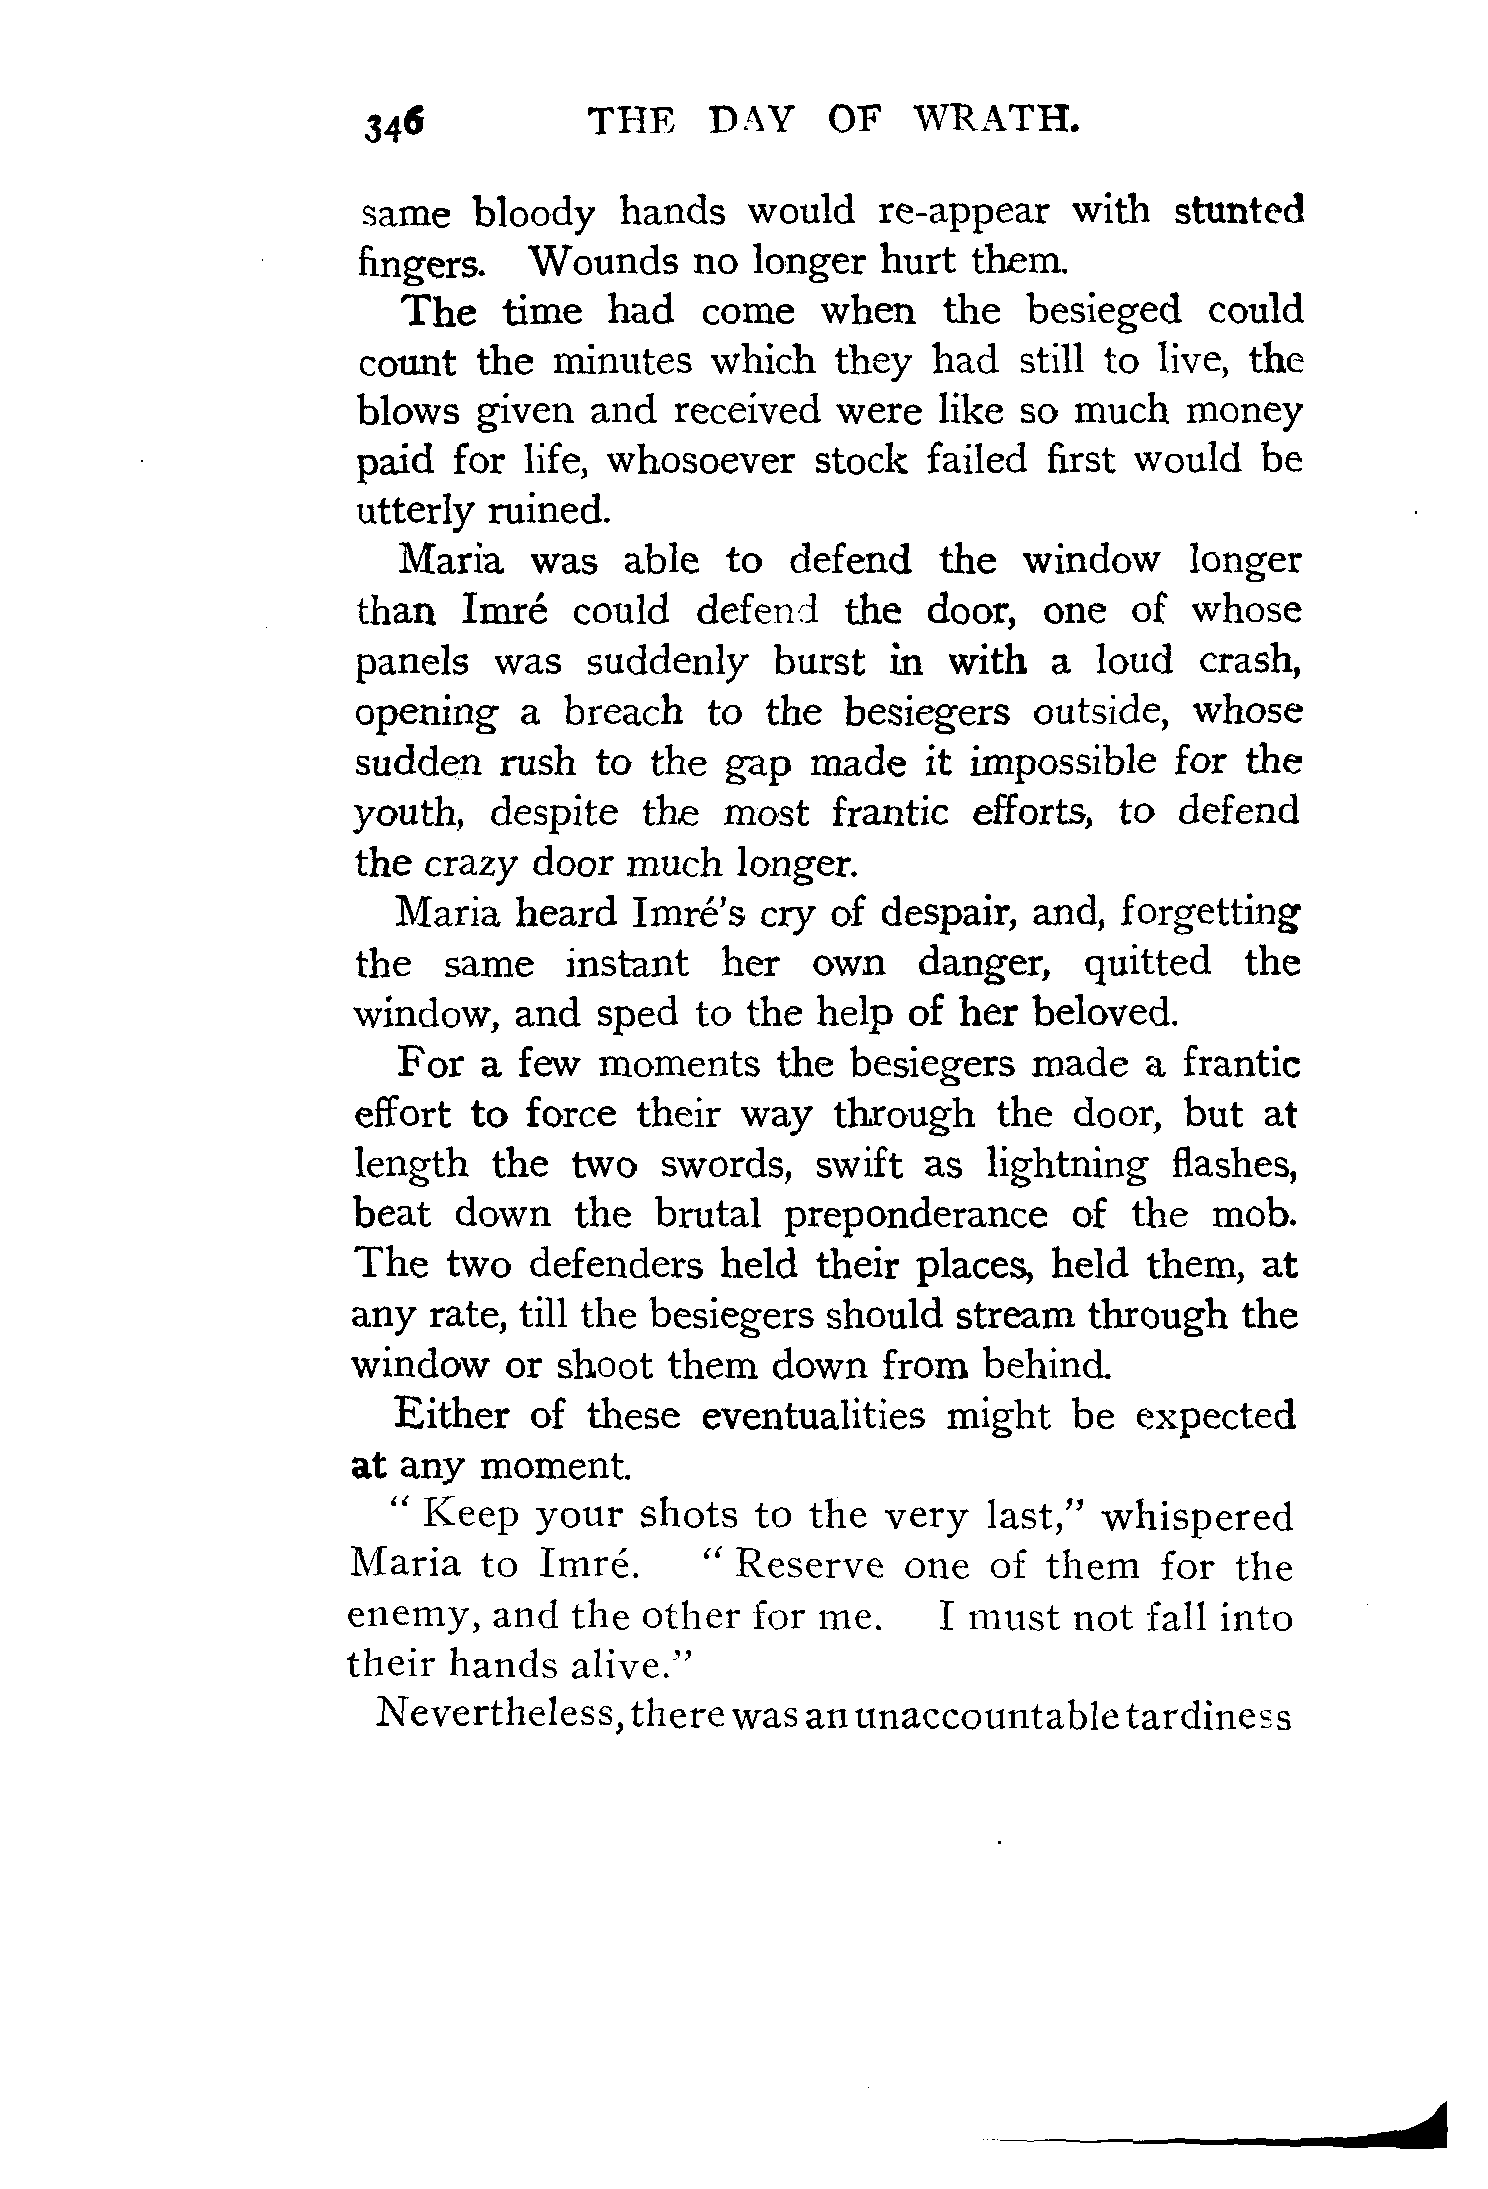 346 THE DAY OF WRATH.
same bloody hands would re-appear with stunted
fingers. Wounds no longer hurt them.
The time had come when the besieged could
count the minutes which they had still to live, the
blows given and received were like so much money
paid for life, whosoever stock failed first would be
utterly ruined.
Maria was able to defend the window longer
than Imré could defend the door, one of whose
panels was suddenly burst in with a loud crash,
opening a breach to the besiegers outside, whose
sudden rush to the gap made it impossible for the
youth, despite the most frantic efforts, to defend
the crazy door much longer.
Maria heard Imré's cry of despair, and, forgetting
the same instant her own danger, quitted the
window, and sped to the help of her beloved.
For a few moments the besiegers made a frantic
effort to force their way through the door, but at
length the two swords, swift as lightning flashes,
beat down the brutal preponderance of the mob.
The two defenders held their places, held them, at
any rate, till the besiegers should stream through the
window or shoot them down from behind.
Either of these eventualities might be expected
at any moment.
" Keep your shots to the very last," whispered
Maria to Imré. " Reserve one of them for the
enemy, and the other for me. I must not fall into
their hands alive."
Nevertheless, there was an unaccountable tardiness